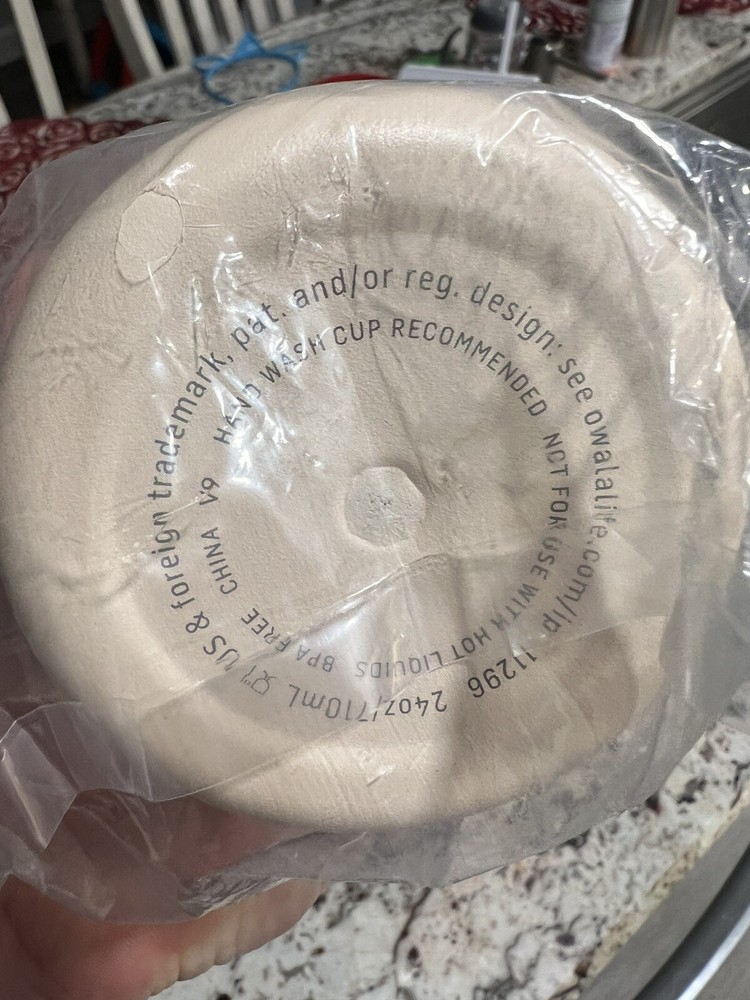 US & foreign trademark, pat. and/or reg. design: see owalalife.com/ip
11296 24oz/710mL
HAND WASH CUP RECOMMENDED NOT FOR USE WITH HOT LIQUIDS BPA FREE CHINA V9